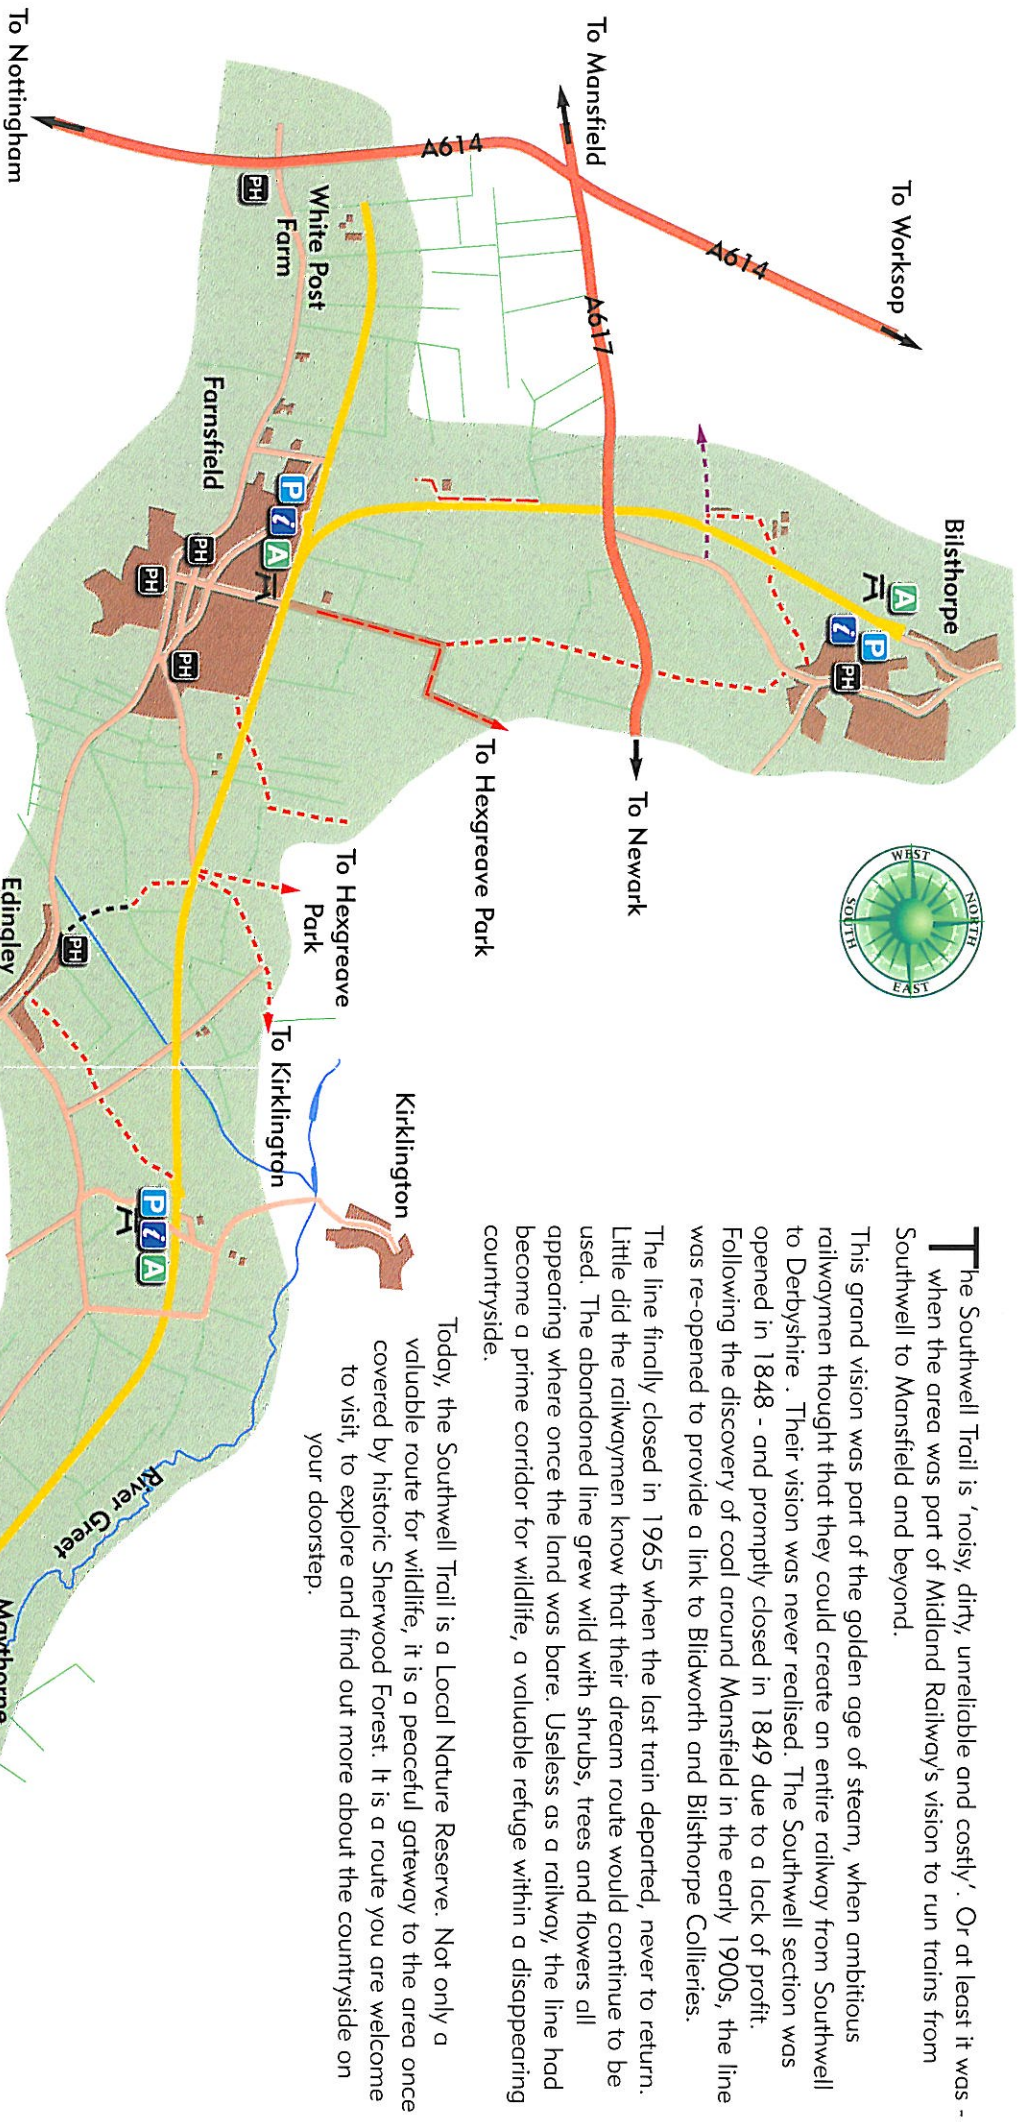 The Southwell Trail is ‘noisy, dirty, unreliable and costly’. Or at least it was -
when the area was part of Midland Railway's vision to run trains from
Southwell to Mansfield and beyond.
This grand vision was part of the golden age of steam, when ambitious
railwaymen thought that they could create an entire railway from Southwell
to Derbyshire . Their vision was never realised. The Southwell section was
opened in 1848 - and promptly closed in 1849 due to a lack of profit.
Following the discovery of coal around Mansfield in the early 1900s, the line
was re-opened to provide a link to Blidworth and Bilsthorpe Collieries.
The line finally closed in 1965 when the last train departed, never to return.
Little did the railwaymen know that their dream route would continue to be
used. The abandoned line grew wild with shrubs, trees and flowers all
appearing where once the land was bare. Useless as a railway, the line had
become a prime corridor for wildlife, a valuable refuge within a disappearing
countryside.
Today, the Southwell Trail is a Local Nature Reserve. Not only a
valuable route for wildlife, it is a peaceful gateway to the area once
covered by historic Sherwood Forest. It is a route you are welcome
to visit, to explore and find out more about the countryside on
your doorstep.
To Worksop
A614
Bilsthorpe
A
P
i
PH
NORTH
EAST
SOUTH
WEST
To Mansfield
A617
To Newark
A614
To Hexgreave Park
Kirklington
White Post
Farm
PH
To Hexgreave
Park
To Kirklington
P
i
A
Farnsfield
PH
PH
PH
To Nottingham
PH
Edingley
P
i
A
River Greet
Maythorne